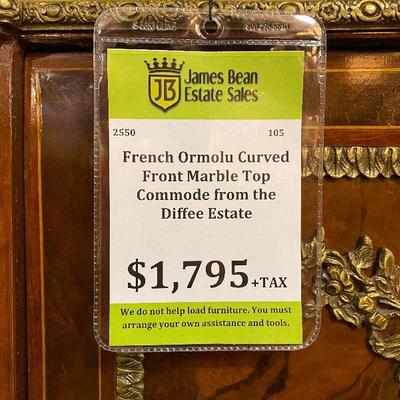 JB
James Bean
Estate Sales
2550 105
French Ormolu Curved
Front Marble Top
Commode from the
Diffee Estate
$1,795 +TAX
We do not help load furniture. You must
arrange your own assistance and tools.